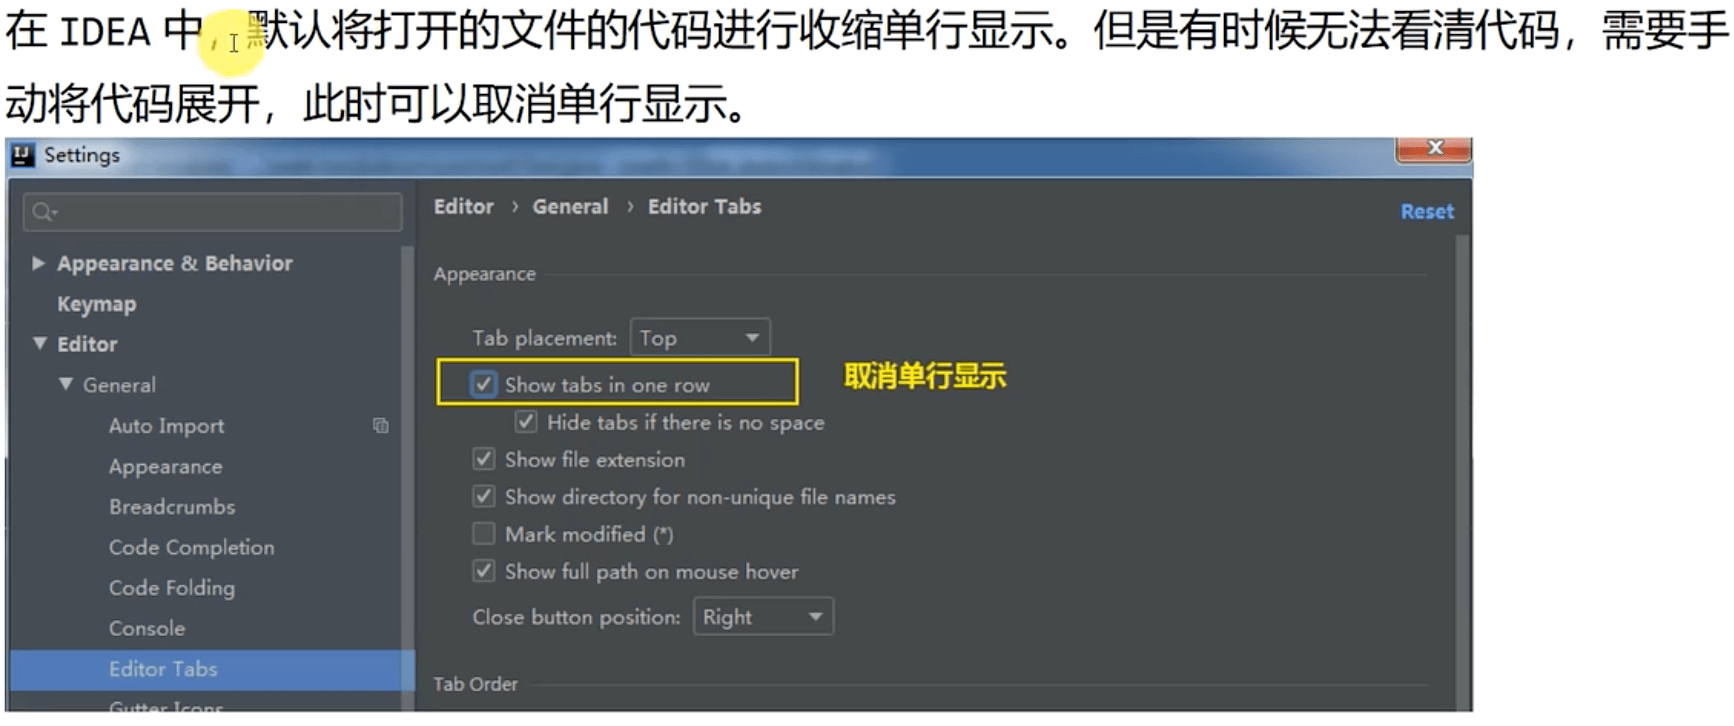 在 IDEA 中，默认将打开的文件的代码进行收缩单行显示。但是有时候无法看清代码，需要手
动将代码展开，此时可以取消单行显示。
Settings
Editor › General › Editor Tabs
Reset
Appearance & Behavior
Keymap
Editor
General
Auto Import
Appearance
Breadcrumbs
Code Completion
Code Folding
Console
Editor Tabs
Gutter Icons
Appearance
Tab placement: Top
Show tabs in one row
取消单行显示
Hide tabs if there is no space
Show file extension
Show directory for non-unique file names
Mark modified (*)
Show full path on mouse hover
Close button position: Right
Tab Order